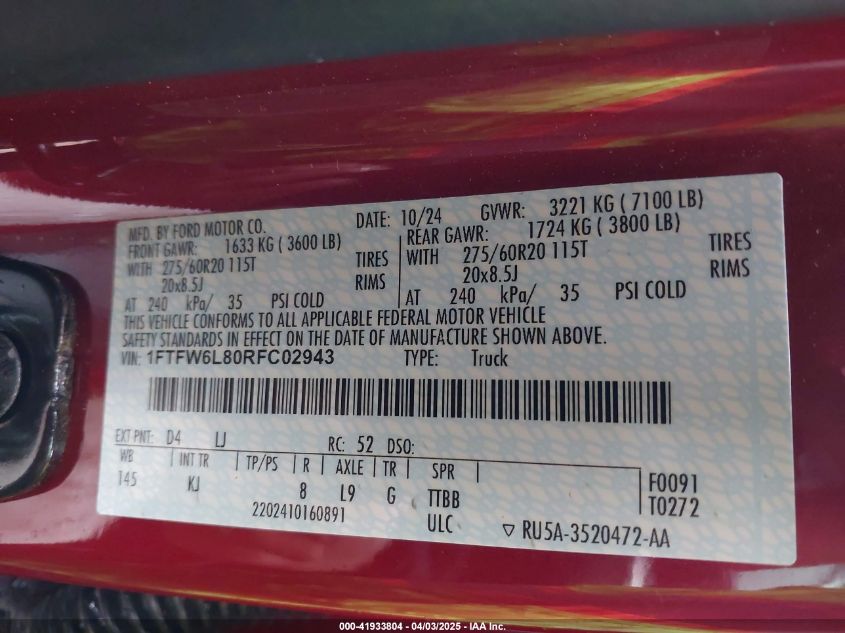 MFD. BY FORD MOTOR CO. DATE: 10/24 GVWR: 3221 KG ( 7100 LB)
FRONT GAWR: 1633 KG ( 3600 LB) REAR GAWR: 1724 KG ( 3800 LB)
WITH 275/60R20 115T TIRES WITH 275/60R20 115T TIRES
20x8.5J RIMS 20x8.5J RIMS
AT 240 kPa/ 35 PSI COLD AT 240 kPa/ 35 PSI COLD
THIS VEHICLE CONFORMS TO ALL APPLICABLE FEDERAL MOTOR VEHICLE
SAFETY STANDARDS IN EFFECT ON THE DATE OF MANUFACTURE SHOWN ABOVE.
VIN: 1FTFW6L80RFC02943 TYPE: Truck
EXT PNT: D4 LJ RC: 52 DSO:
WB INT TR TP/PS R AXLE TR SPR F0091
145 KJ 8 L9 G TTBB T0272
2202410160891 ULC ▽ RU5A-3520472-AA
000-41933804 | 04/03/2025 - IAA Inc.